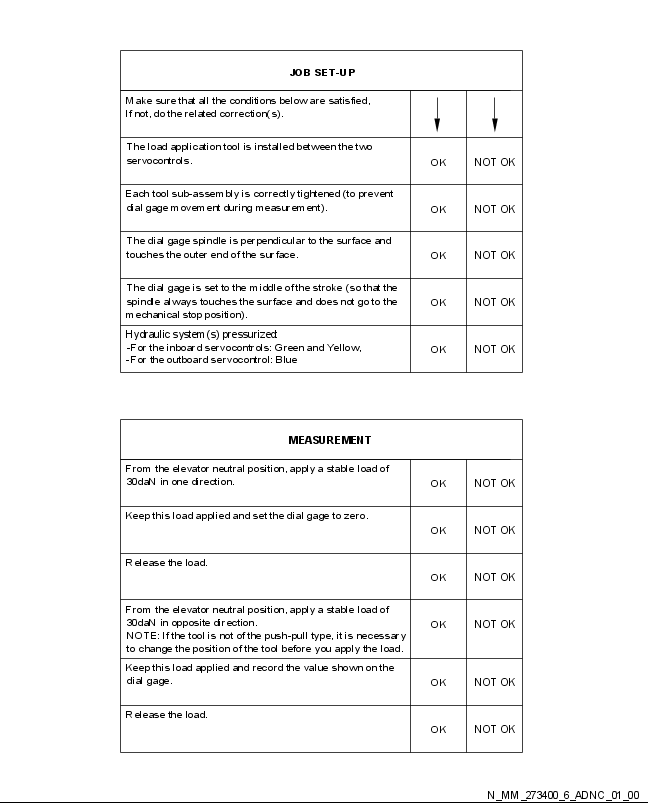 JOB SET-UP
Make sure that all the conditions below are satisfied,
If not, do the related correction(s).
The load application tool is installed between the two
servocontrols.
OK
NOT OK
Each tool sub-assembly is correctly tightened (to prevent
dial gage movement during measurement).
OK
NOT OK
The dial gage spindle is perpendicular to the surface and
touches the outer end of the surface.
OK
NOT OK
The dial gage is set to the middle of the stroke (so that the
spindle always touches the surface and does not go to the
mechanical stop position).
OK
NOT OK
Hydraulic system(s) pressurized:
-For the inboard servocontrols: Green and Yellow,
-For the outboard servocontrol: Blue
OK
NOT OK
MEASUREMENT
From the elevator neutral position, apply a stable load of
30daN in one direction.
OK
NOT OK
Keep this load applied and set the dial gage to zero.
OK
NOT OK
Release the load.
OK
NOT OK
From the elevator neutral position, apply a stable load of
30daN in opposite direction.
NOTE: If the tool is not of the push-pull type, it is necessary
to change the position of the tool before you apply the load.
OK
NOT OK
Keep this load applied and record the value shown on the
dial gage.
OK
NOT OK
Release the load.
OK
NOT OK
N_MM_273400_6_ADNC_01_00